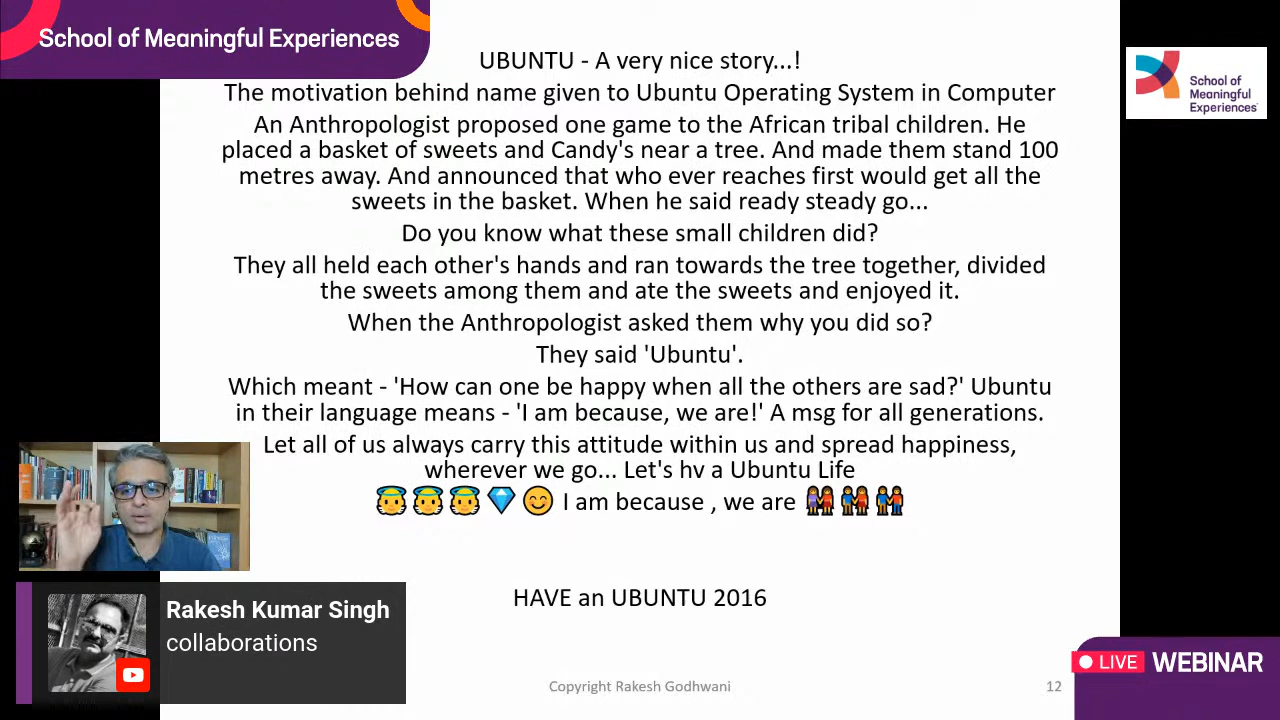 School of Meaningful Experiences
School of
Meaningful
Experiences
UBUNTU - A very nice story...!
The motivation behind name given to Ubuntu Operating System in Computer
An Anthropologist proposed one game to the African tribal children. He
placed a basket of sweets and Candy's near a tree. And made them stand 100
metres away. And announced that who ever reaches first would get all the
sweets in the basket. When he said ready steady go...
Do you know what these small children did?
They all held each other's hands and ran towards the tree together, divided
the sweets among them and ate the sweets and enjoyed it.
When the Anthropologist asked them why you did so?
They said 'Ubuntu'.
Which meant - 'How can one be happy when all the others are sad?' Ubuntu
in their language means - 'I am because, we are!' A msg for all generations.
Let all of us always carry this attitude within us and spread happiness,
wherever we go... Let's hv a Ubuntu Life
😇😇😇💎😊 I am because , we are 👭👫👬
HAVE an UBUNTU 2016
Rakesh Kumar Singh
collaborations
Copyright Rakesh Godhwani
12
LIVE WEBINAR